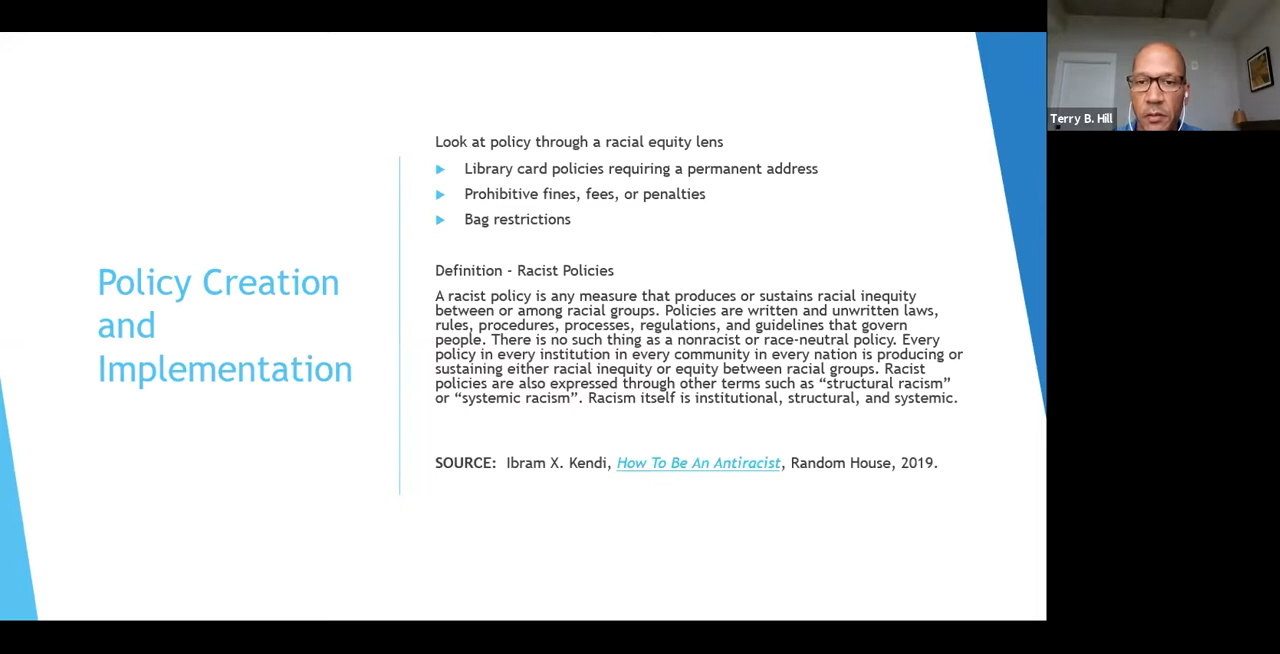 Policy Creation
and
Implementation
Look at policy through a racial equity lens
Library card policies requiring a permanent address
Prohibitive fines, fees, or penalties
Bag restrictions
Definition - Racist Policies
A racist policy is any measure that produces or sustains racial inequity
between or among racial groups. Policies are written and unwritten laws,
rules, procedures, processes, regulations, and guidelines that govern
people. There is no such thing as a nonracist or race-neutral policy. Every
policy in every institution in every community in every nation is producing or
sustaining either racial inequity or equity between racial groups. Racist
policies are also expressed through other terms such as “structural racism”
or “systemic racism”. Racism itself is institutional, structural, and systemic.
SOURCE: Ibram X. Kendi, How To Be An Antiracist, Random House, 2019.
Terry B. Hill